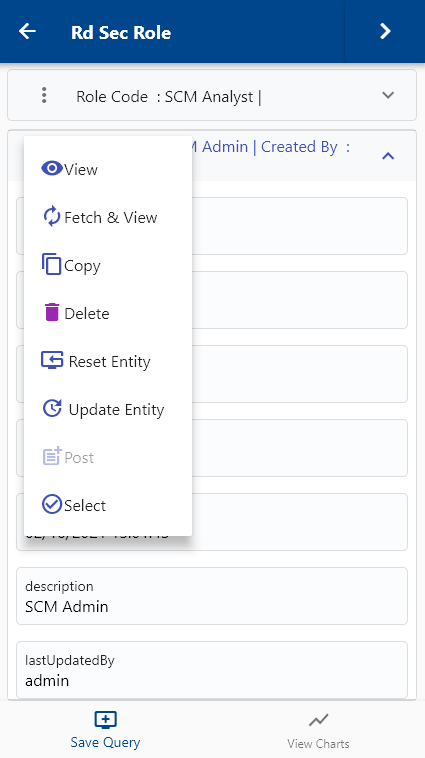 Rd Sec Role
Role Code : SCM Analyst |
Admin | Created By :
View
Fetch & View
Copy
Delete
Reset Entity
Update Entity
Post
Select
description
SCM Admin
lastUpdatedBy
admin
Save Query
View Charts